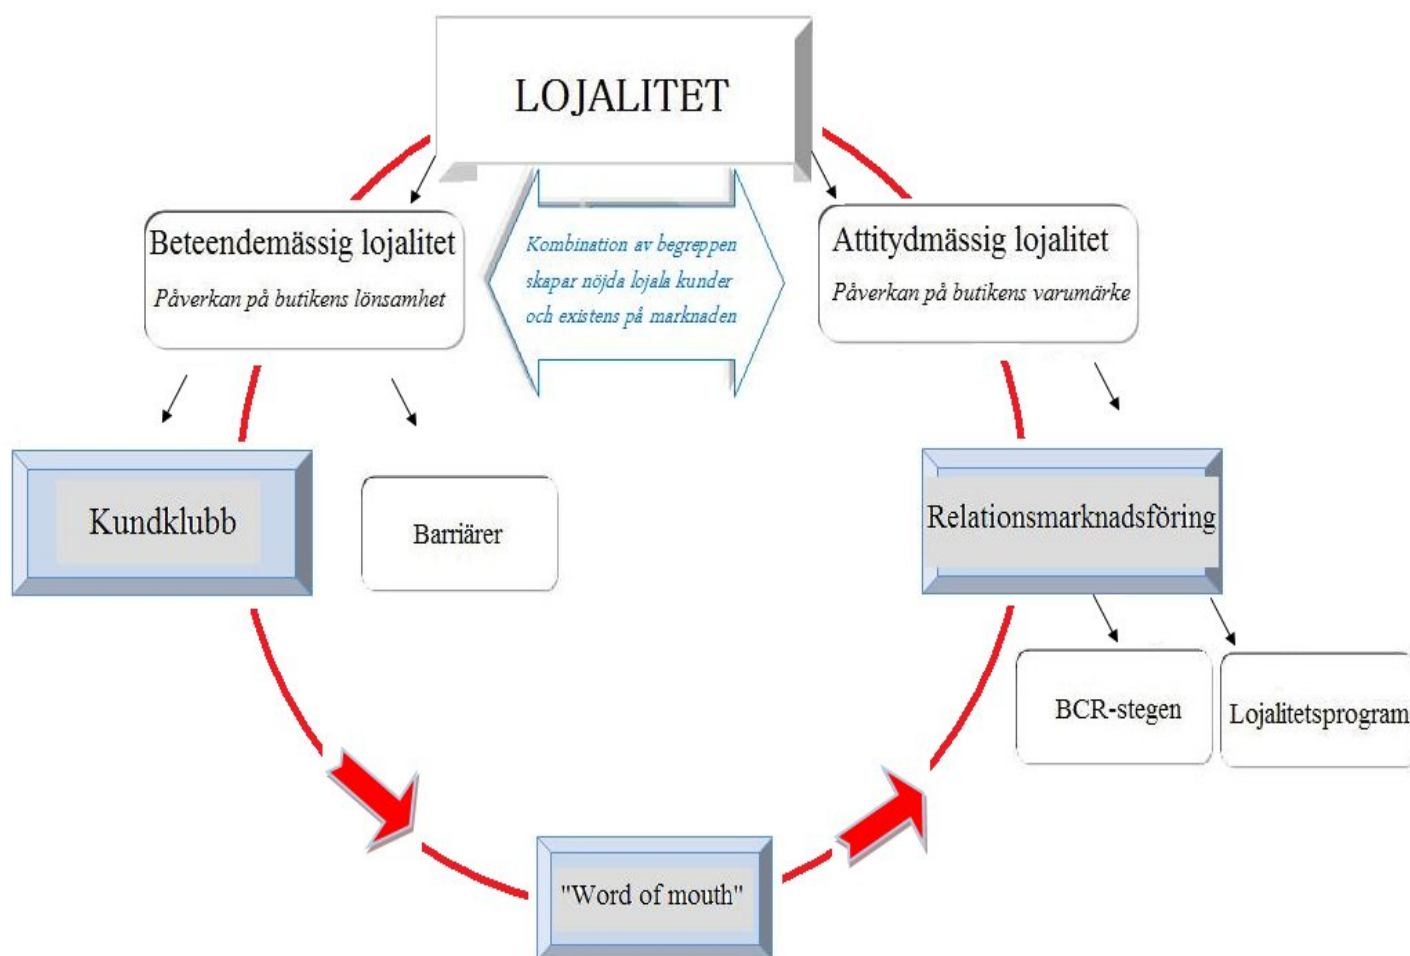 LOJALITET
Beteendemässig lojalitet
Påverkan på butikens lönsamhet
Kombination av begreppen
skapar nöjda lojala kunder
och existens på marknaden
Attitydmässig lojalitet
Påverkan på butikens varumärke
Kundklubb
Barriärer
Relationsmarknadsföring
BCR-stegen
Lojalitetsprogram
"Word of mouth"